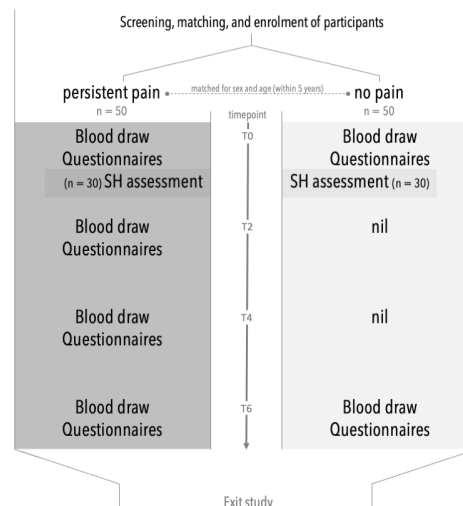 Screening, matching, and enrolment of participants
persistent pain matched for sex and age (within 5 years) no pain
n = 50 n = 50
timepoint
Blood draw T0 Blood draw
Questionnaires Questionnaires
(n = 30) SH assessment SH assessment (n = 30)
Blood draw T2 nil
Questionnaires
Blood draw T4 nil
Questionnaires
Blood draw T6 Blood draw
Questionnaires Questionnaires
Exit study